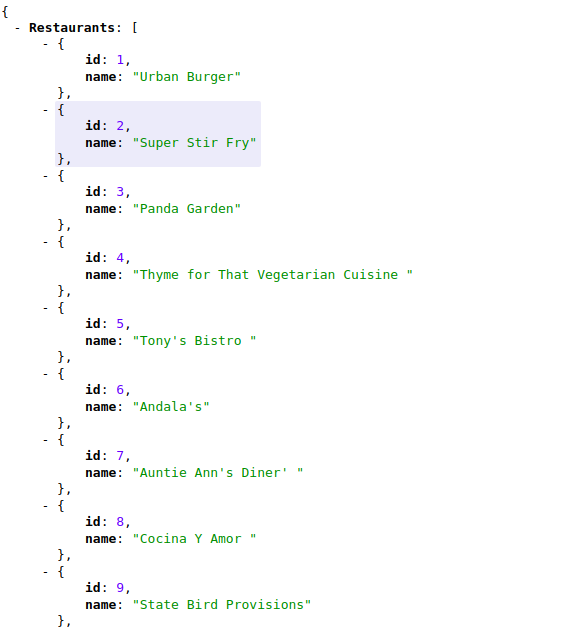 {
- Restaurants: [
- {
id: 1,
name: "Urban Burger"
},
- {
id: 2,
name: "Super Stir Fry"
},
- {
id: 3,
name: "Panda Garden"
},
- {
id: 4,
name: "Thyme for That Vegetarian Cuisine "
},
- {
id: 5,
name: "Tony's Bistro "
},
- {
id: 6,
name: "Andala's"
},
- {
id: 7,
name: "Auntie Ann's Diner' "
},
- {
id: 8,
name: "Cocina Y Amor "
},
- {
id: 9,
name: "State Bird Provisions"
},